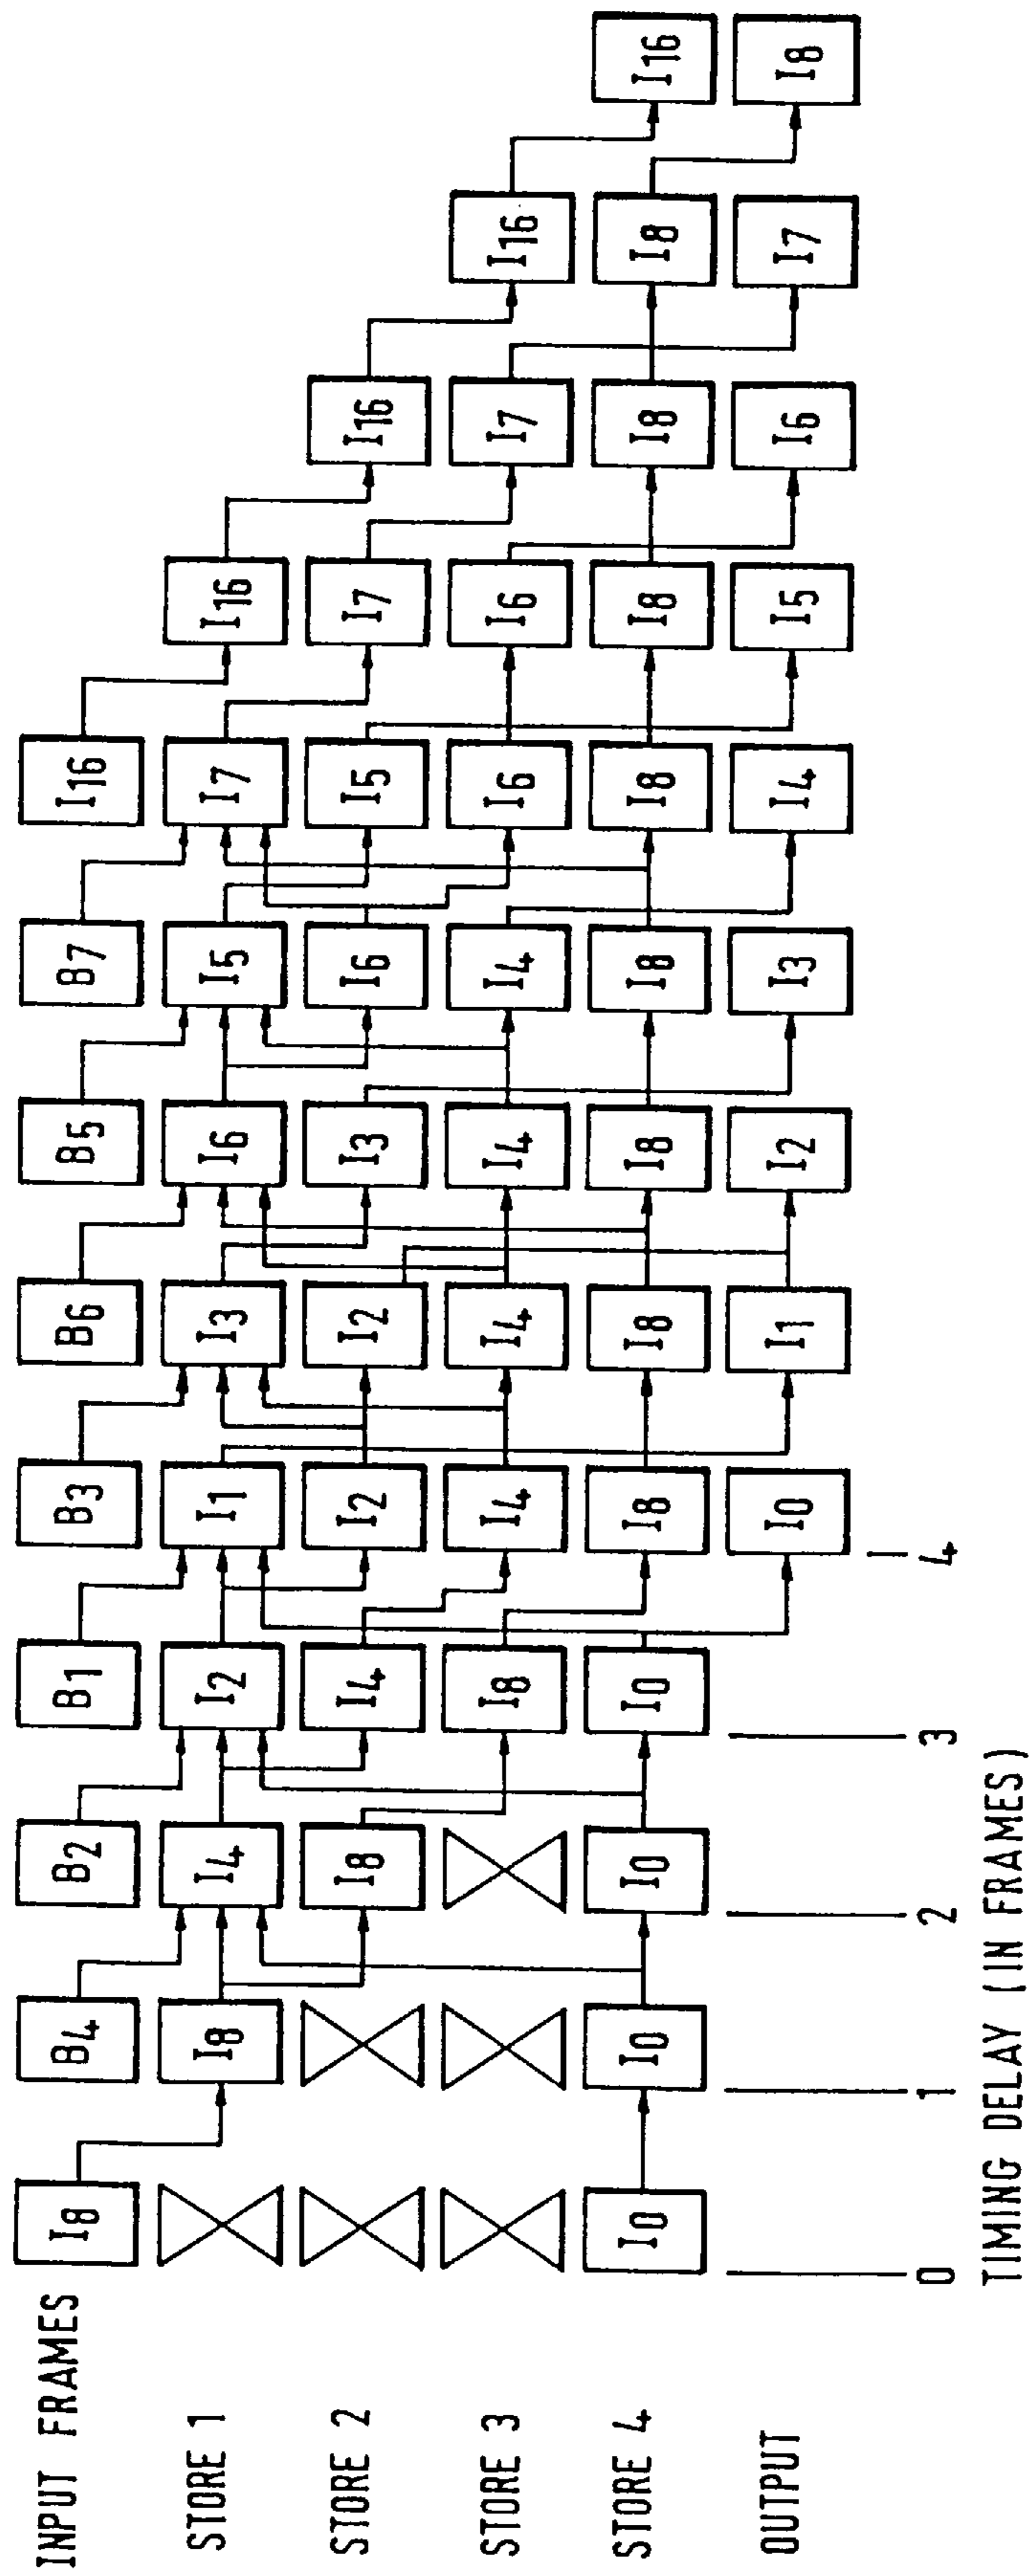 INPUT FRAMES I8 B4 B2 B1 B3 B6 B5 B7 I16
STORE 1 I8 I4 I2 I1 I3 I6 I5 I7 I16
STORE 2 I8 I4 I2 I2 I3 I6 I5 I7 I16
STORE 3 I8 I4 I4 I4 I4 I6 I6 I7 I16
STORE 4 I0 I0 I0 I0 I8 I8 I8 I8 I8 I8 I8 I8 I16
OUTPUT I0 I1 I2 I3 I4 I5 I6 I7 I8
0 1 2 3 4
TIMING DELAY (IN FRAMES)